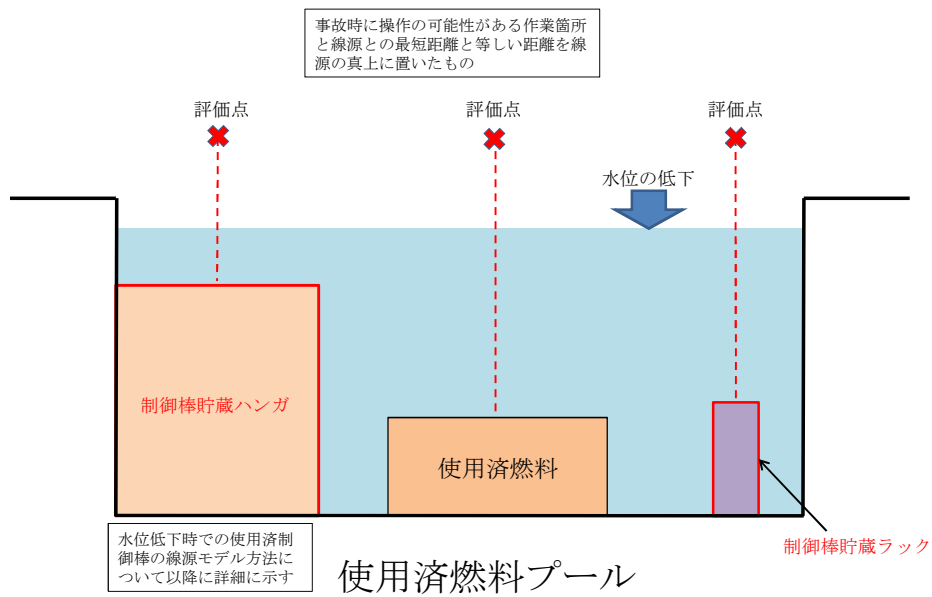 事故時に操作の可能性がある作業箇所
と線源との最短距離と等しい距離を線
源の真上に置いたもの
評価点
評価点
評価点
水位の低下
制御棒貯蔵ハンガ
使用済燃料
制御棒貯蔵ラック
水位低下時での使用済制
御棒の線源モデル方法に
ついて以降に詳細に示す
使用済燃料プール